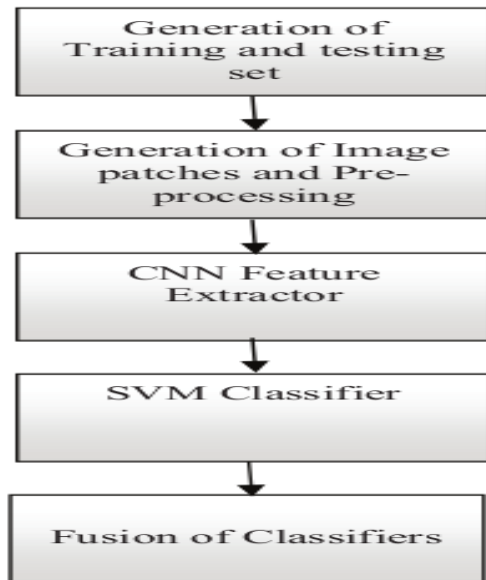 Generation of
Training and testing
set
Generation of Image
patches and Pre-
processing
CNN Feature
Extractor
SVM Classifier
Fusion of Classifiers